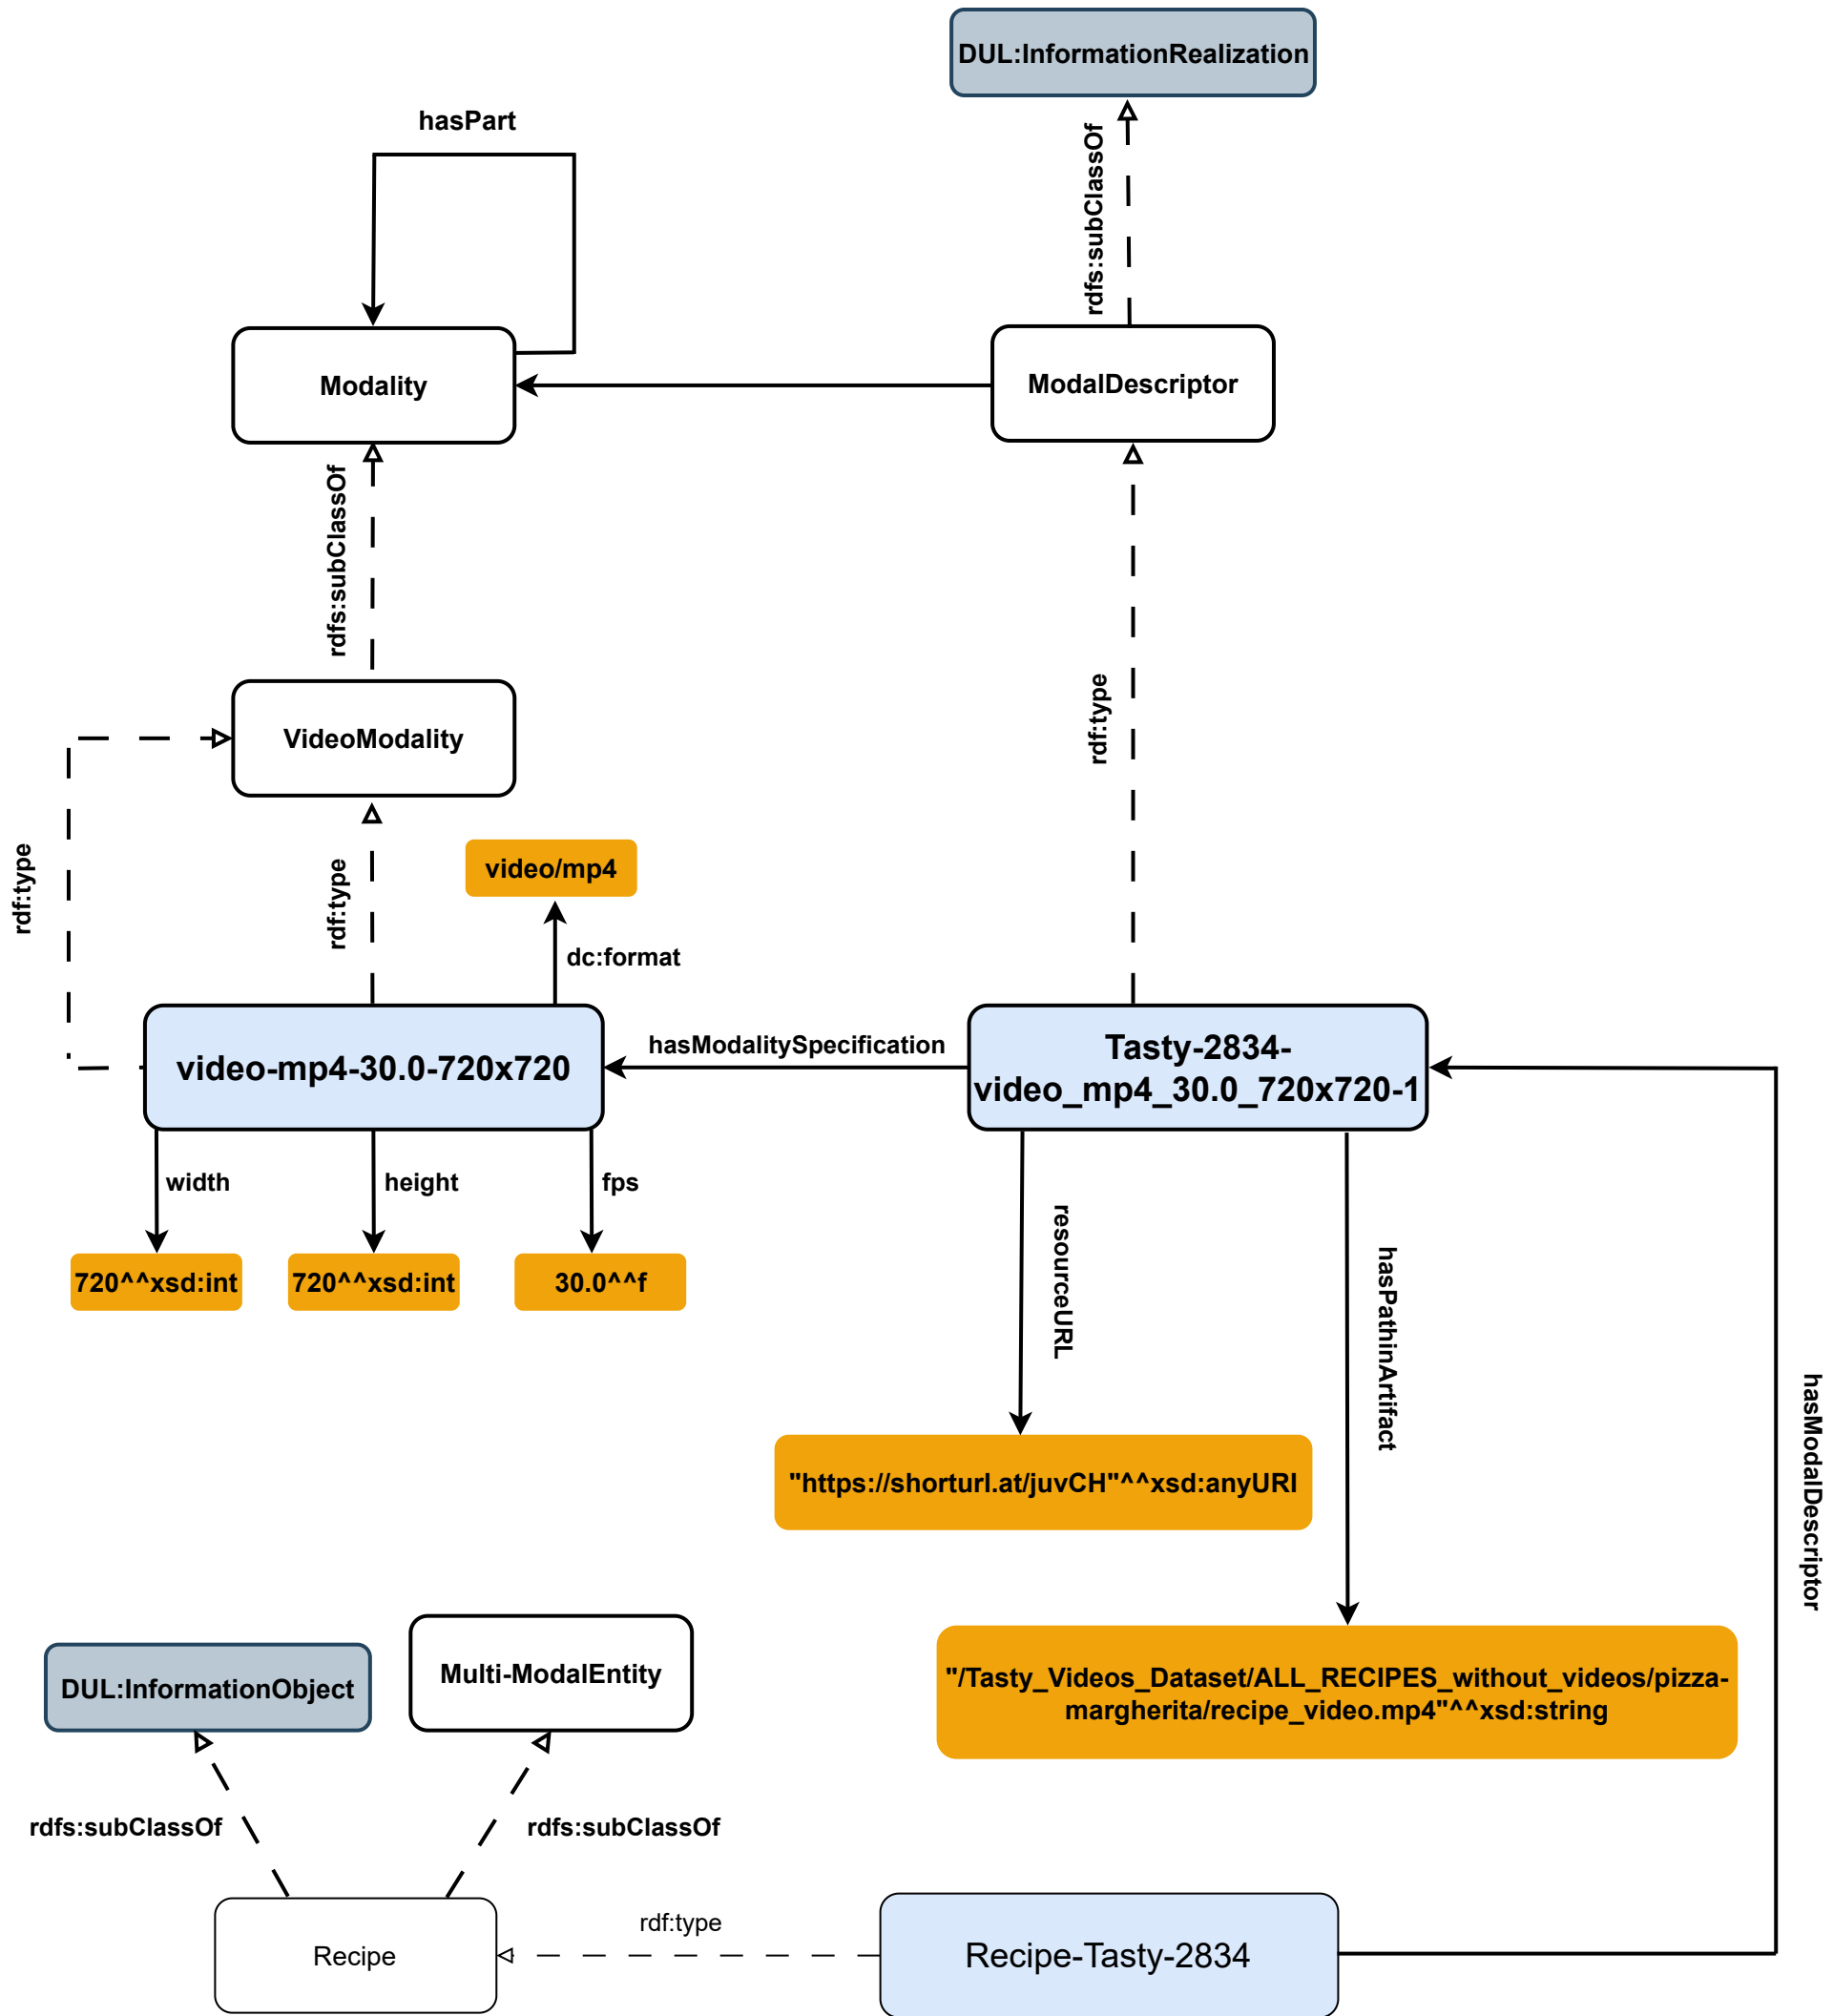 DUL:InformationRealization
hasPart
rdfs:subClassOf
Modality
ModalDescriptor
rdfs:subClassOf
VideoModality
rdf:type
rdf:type
rdf:type
video/mp4
dc:format
video-mp4-30.0-720x720
hasModalitySpecification
Tasty-2834-
video_mp4_30.0_720x720-1
width
height
fps
720^^xsd:int
720^^xsd:int
30.0^^f
resourceURL
hasPathinArtifact
hasModalDescriptor
"https://shorturl.at/juvCH"^^xsd:anyURI
"/Tasty_Videos_Dataset/ALL_RECIPES_without_videos/pizza-
margherita/recipe_video.mp4"^^xsd:string
DUL:InformationObject
Multi-ModalEntity
rdfs:subClassOf
rdfs:subClassOf
Recipe
rdf:type
Recipe-Tasty-2834